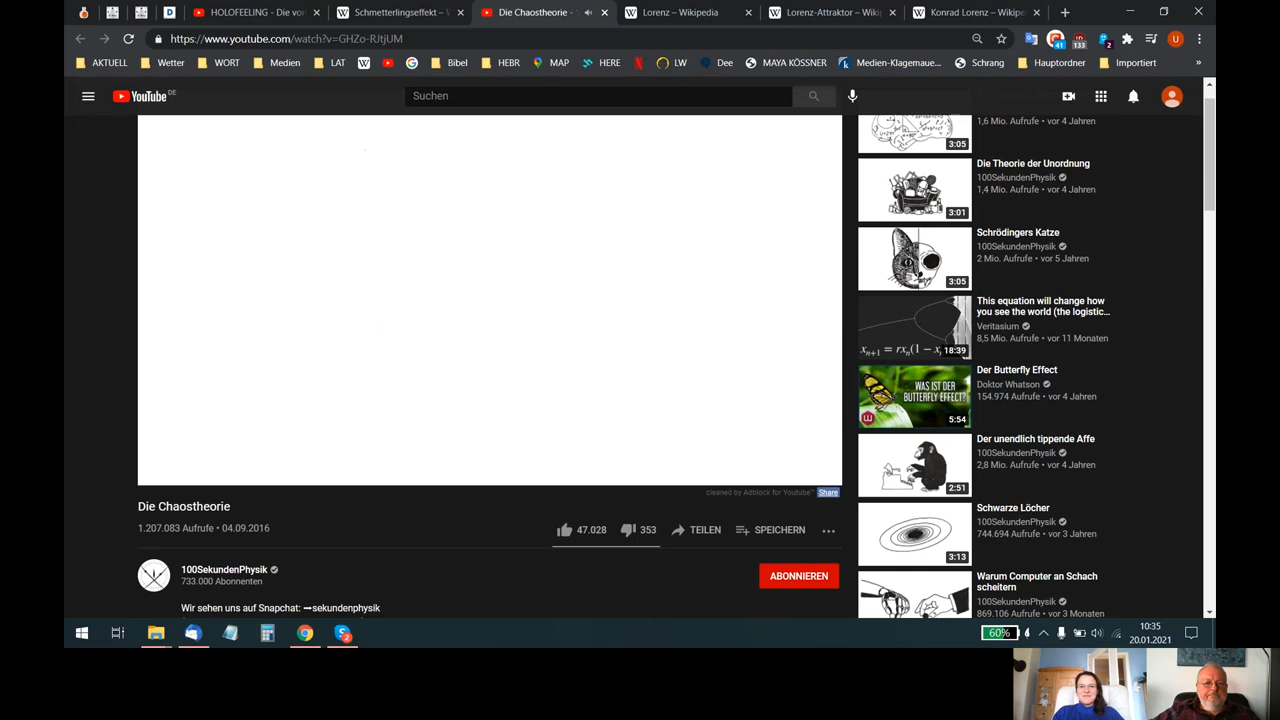 HOLOFEELING - Die von
Schmetterlingseffekt – Wikipe
Die Chaostheorie -
Lorenz – Wikipedia
Lorenz-Attraktor – Wikipe
Konrad Lorenz – Wikipe
https://www.youtube.com/watch?v=GHZo-RJtjUM
41
133
2
U
AKTUELL
Wetter
WORT
Medien
LAT
Bibel
HEBR
MAP
HERE
LW
Dee
MAYA KÖSSNER
Medien-Klagemaue...
Schrang
Hauptordner
Importiert
YouTube DE
Suchen
1,6 Mio. Aufrufe • vor 4 Jahren
3:05
Die Theorie der Unordnung
100SekundenPhysik
1,4 Mio. Aufrufe • vor 4 Jahren
3:01
Schrödingers Katze
100SekundenPhysik
2 Mio. Aufrufe • vor 5 Jahren
3:05
This equation will change how
you see the world (the logistic...
Veritasium
8,5 Mio. Aufrufe • vor 11 Monaten
18:39
Der Butterfly Effect
Doktor Whatson
154.974 Aufrufe • vor 4 Jahren
WAS IST DER
BUTTERFLY EFFECT?
5:54
Der unendlich tippende Affe
100SekundenPhysik
2,8 Mio. Aufrufe • vor 4 Jahren
2:51
Schwarze Löcher
100SekundenPhysik
744.694 Aufrufe • vor 3 Jahren
3:13
Warum Computer an Schach
scheitern
100SekundenPhysik
869.106 Aufrufe • vor 3 Monaten
cleaned by Adblock for Youtube™ Share
Die Chaostheorie
1.207.083 Aufrufe • 04.09.2016
47.028
353
TEILEN
SPEICHERN
100SekundenPhysik
733.000 Abonnenten
ABONNIEREN
Wir sehen uns auf Snapchat: →sekundenphysik
60%
10:35
20.01.2021